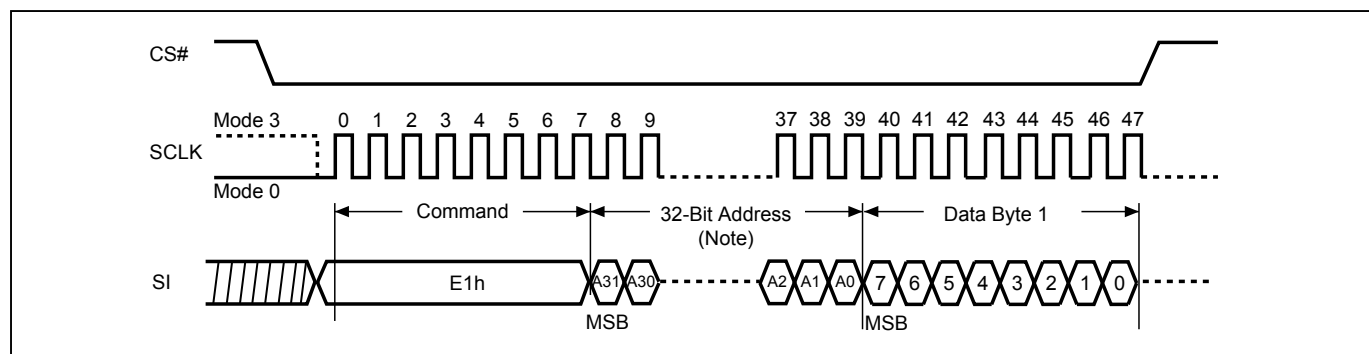 CS#
Mode 3 0 1 2 3 4 5 6 7 8 9 37 38 39 40 41 42 43 44 45 46 47
SCLK
Mode 0
Command 32-Bit Address Data Byte 1
(Note)
SI E1h A31 A30 A2 A1 A0 7 6 5 4 3 2 1 0
MSB MSB